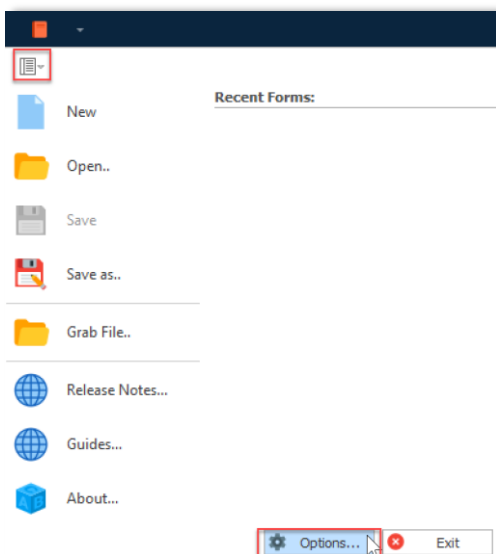 Recent Forms:
New
Open..
Save
Save as..
Grab File..
Release Notes...
Guides...
About...
Options... Exit